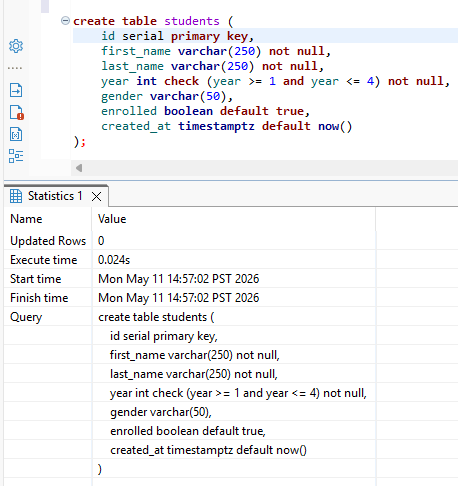 create table students (
id serial primary key,
first_name varchar(250) not null,
last_name varchar(250) not null,
year int check (year >= 1 and year <= 4) not null,
gender varchar(50),
enrolled boolean default true,
created_at timestamptz default now()
);
Statistics 1
Name Value
Updated Rows 0
Execute time 0.024s
Start time Mon May 11 14:57:02 PST 2026
Finish time Mon May 11 14:57:02 PST 2026
Query create table students (
id serial primary key,
first_name varchar(250) not null,
last_name varchar(250) not null,
year int check (year >= 1 and year <= 4) not null,
gender varchar(50),
enrolled boolean default true,
created_at timestamptz default now()
)